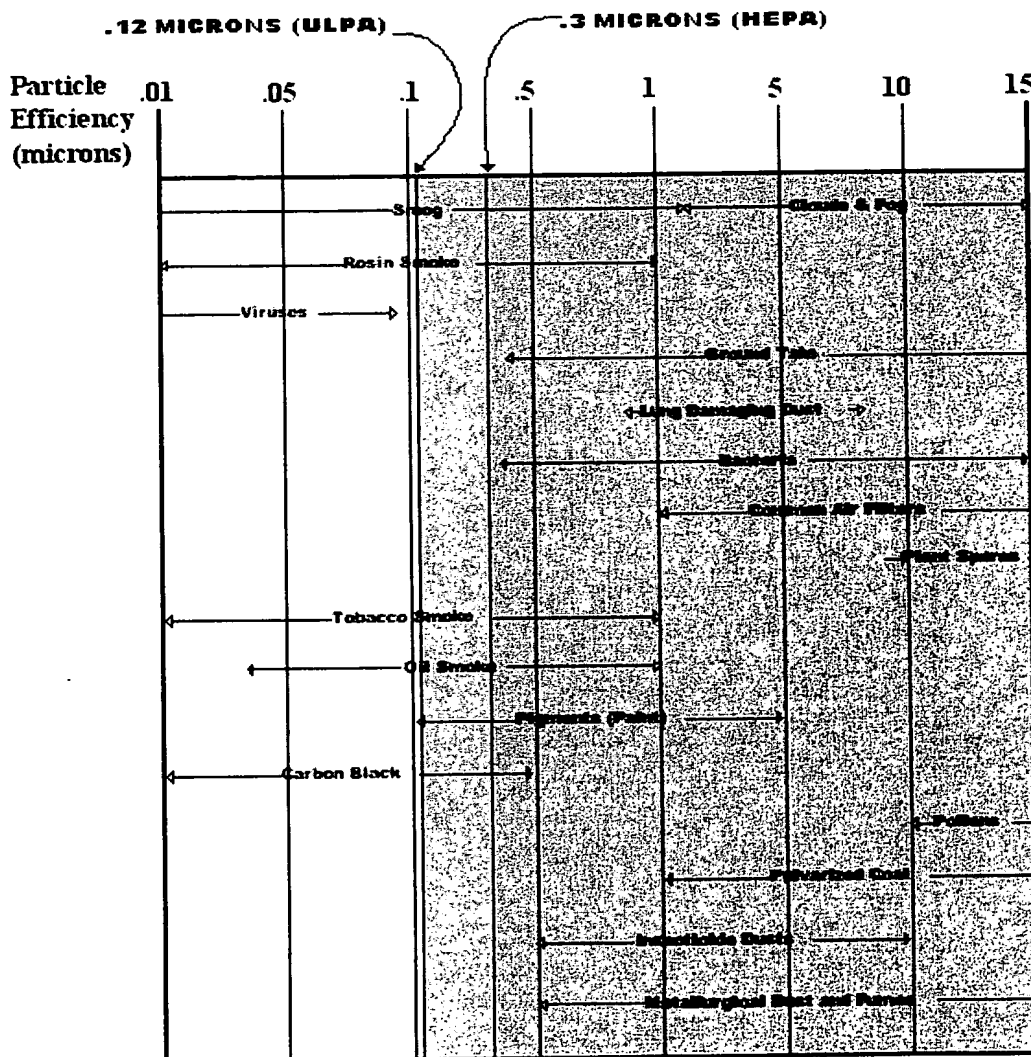 .12 MICRONS (ULPA)
.3 MICRONS (HEPA)
Particle
Efficiency
(microns)
.01 .05 .1 .5 1 5 10 15
Smog Clouds & Fog
Rosin Smoke
Viruses
Ground Talc
Lung Damaging Dust
Bacteria
Common Air Filters
Plant Spores
Tobacco Smoke
Oil Smoke
Pigments (Paint)
Carbon Black
Pollens
Pulverized Coal
Insecticide Dusts
Metallurgical Dust and Fumes